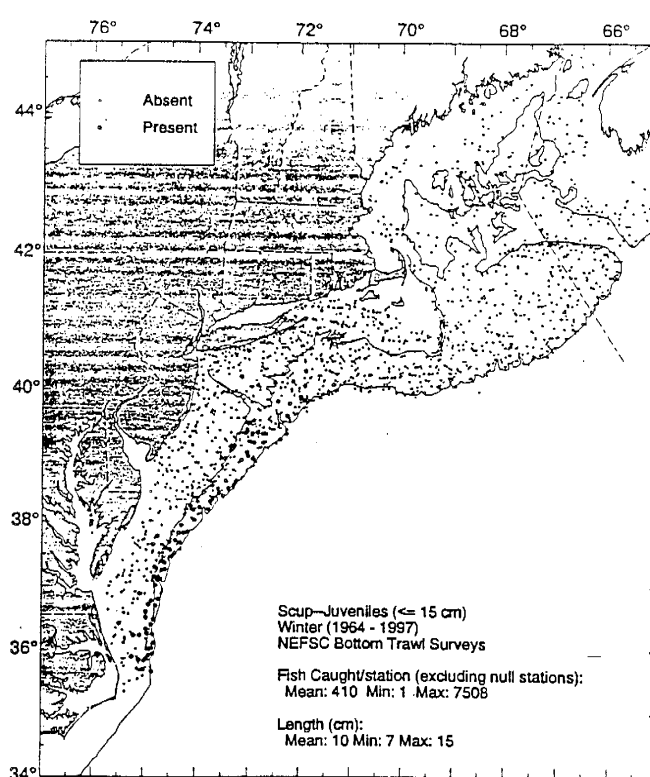 76° 74° 72° 70° 68° 66°
44°
Absent
Present
42°
40°
38°
36°
34°
Scup–Juveniles (<= 15 cm)
Winter (1964 - 1997)
NEFSC Bottom Trawl Surveys
Fish Caught/station (excluding null stations):
Mean: 410 Min: 1 Max: 7508
Length (cm):
Mean: 10 Min: 7 Max: 15